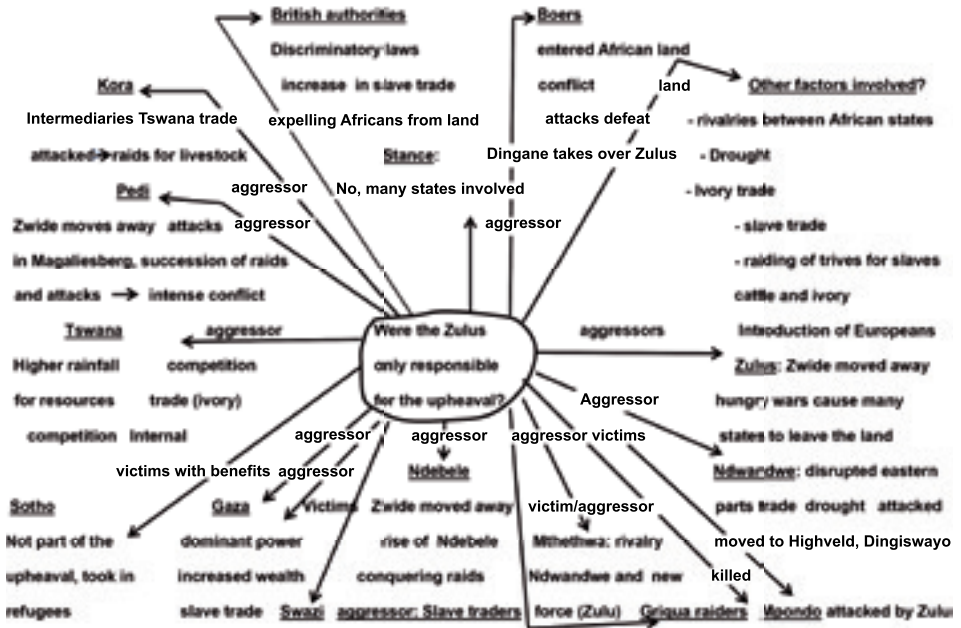 British authorities
Discriminatory laws
increase in slave trade
expelling Africans from land
Boers
entered African land
conflict
attacks defeat
Dingane takes over Zulus
land
Other factors involved?
- rivalries between African states
- Drought
- Ivory trade
- slave trade
- raiding of trives for slaves
cattle and ivory
Introduction of Europeans
Kora
Intermediaries Tswana trade
attacked→raids for livestock
aggressor
Stance:
No, many states involved
aggressor
Pedi
aggressor
Zwide moves away attacks
in Magaliesberg, succession of raids
and attacks → intense conflict
Tswana
aggressor
Higher rainfall competition
for resources trade (ivory)
competition Internal
Were the Zulus
only responsible
for the upheaval?
aggressors
Zulus: Zwide moved away
hungry wars cause many
states to leave the land
Aggressor
Ndwandwe: disrupted eastern
parts trade drought attacked
moved to Highveld, Dingiswayo
killed
victims with benefits
Sotho
Not part of the
upheaval, took in
refugees
aggressor
aggressor
Gaza
dominant power
increased wealth
slave trade
Victims
Swazi
aggressor
Ndebele
Zwide moved away
rise of Ndebele
conquering raids
aggressor: Slave traders
aggressor victims
victim/aggressor
Mthethwa: rivalry
Ndwandwe and new
force (Zulu)
Griqua raiders
Mpondo attacked by Zulu